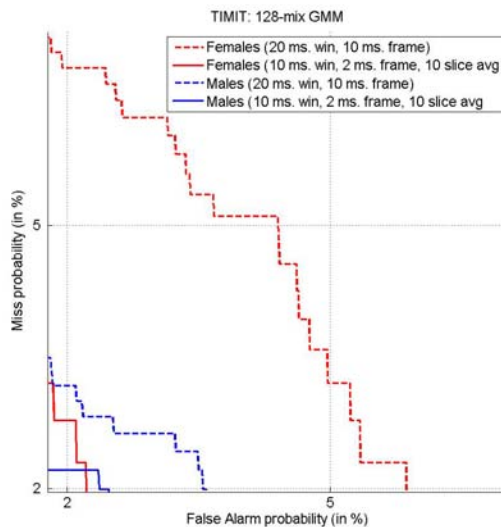 TIMIT: 128-mix GMM
Females (20 ms. win, 10 ms. frame)
Females (10 ms. win, 2 ms. frame, 10 slice avg
Males (20 ms. win, 10 ms. frame)
Males (10 ms. win, 2 ms. frame, 10 slice avg
Miss probability (in %)
5
2
2
5
False Alarm probability (in %)